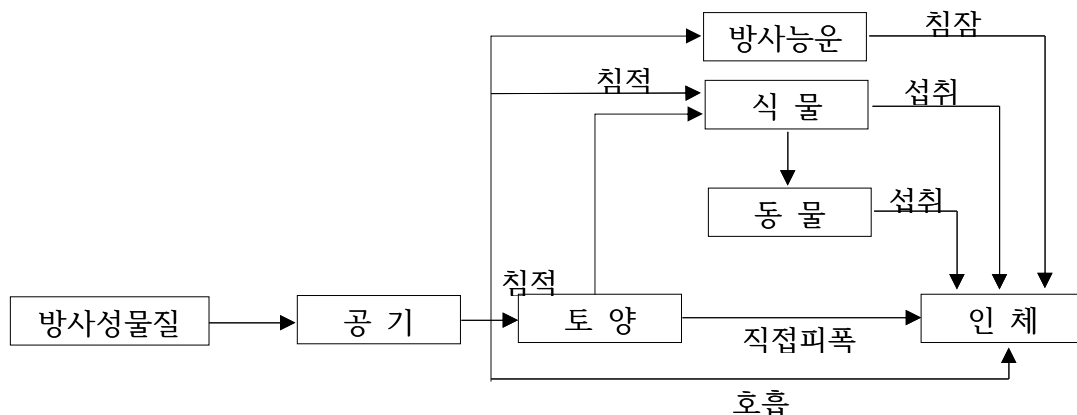 방사능운 침잠
침적
식 물 섭취
동 물 섭취
침적
방사성물질 공 기 토 양 인 체
직접피폭
호흡